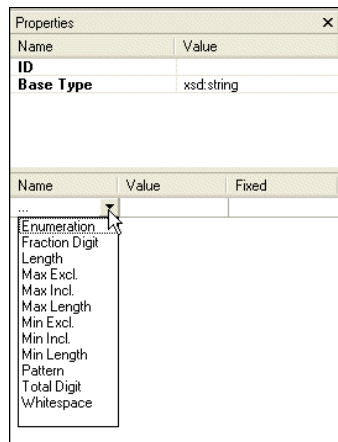 Properties
Name Value
ID
Base Type xsd:string
Name Value Fixed
...
Enumeration
Fraction Digit
Length
Max Excl.
Max Incl.
Max Length
Min Excl.
Min Incl.
Min Length
Pattern
Total Digit
Whitespace